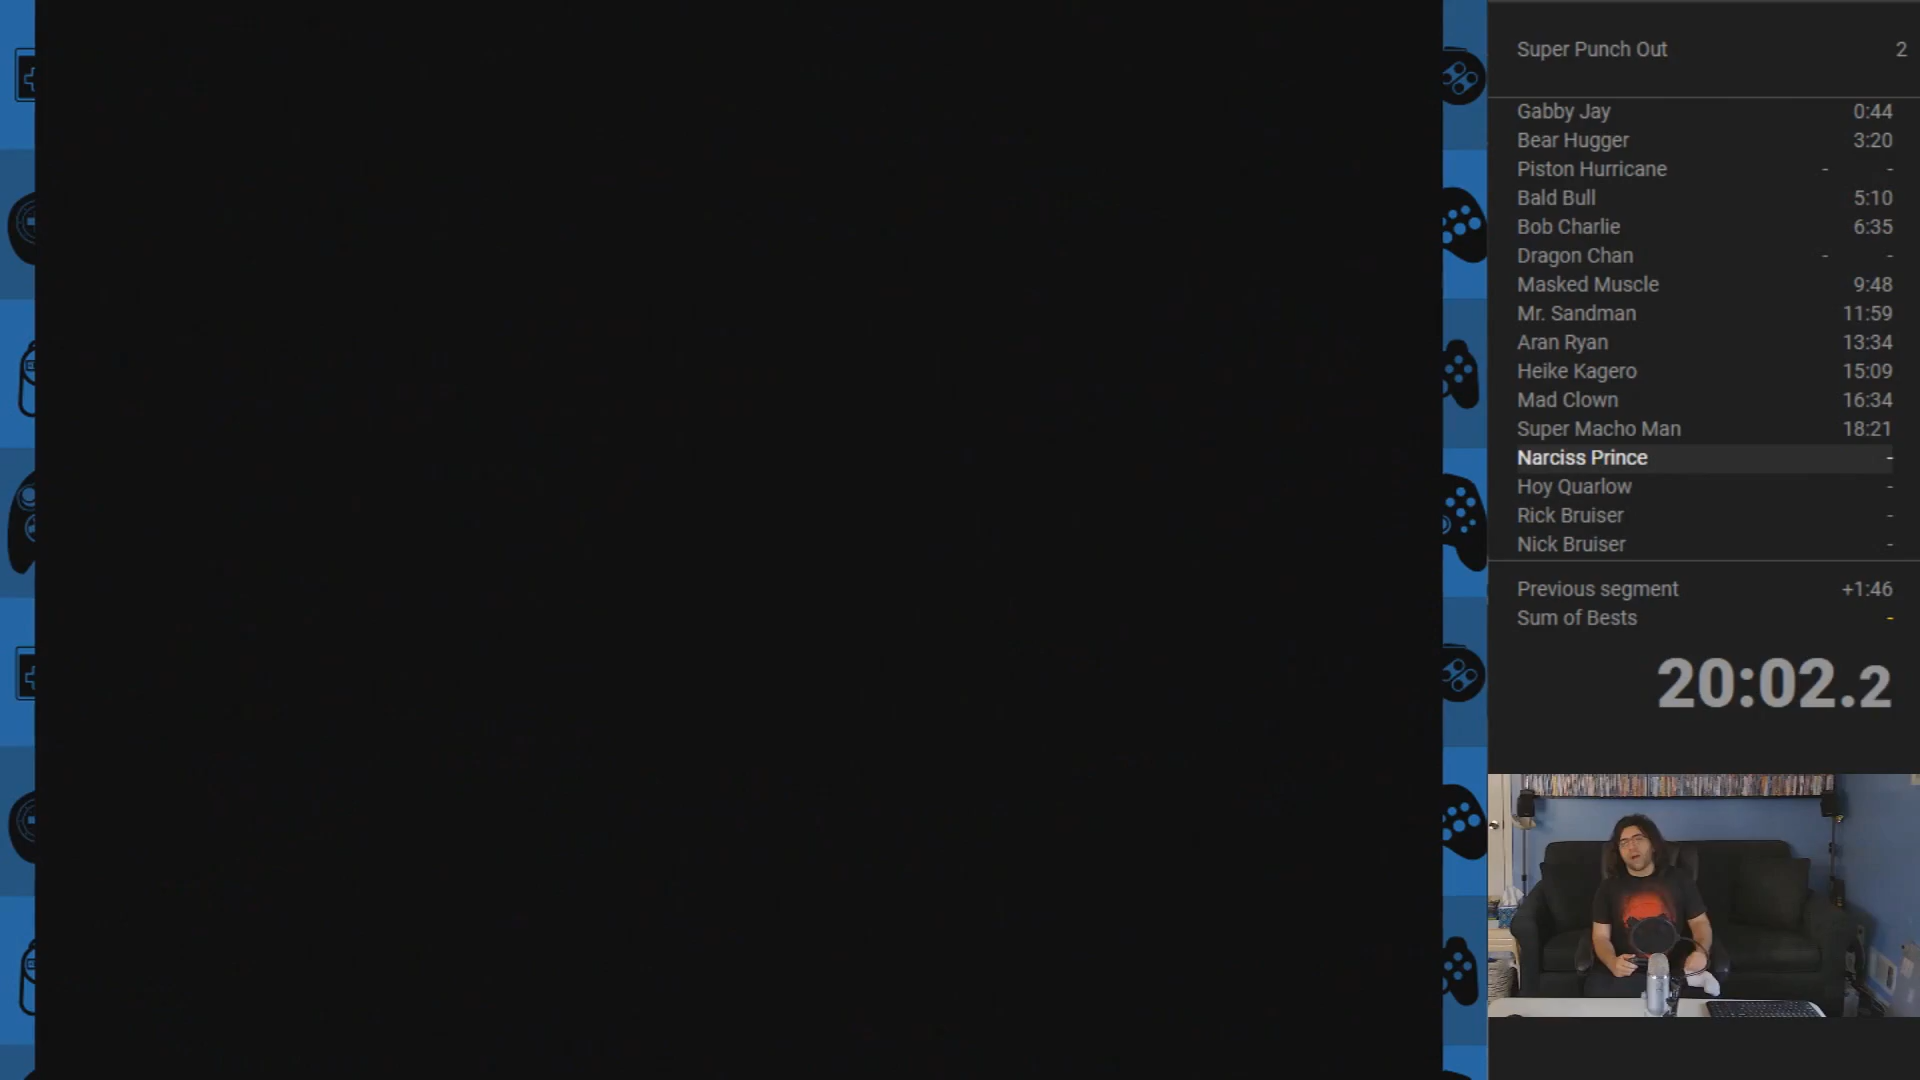 Super Punch Out 2
Gabby Jay 0:44
Bear Hugger 3:20
Piston Hurricane - -
Bald Bull 5:10
Bob Charlie 6:35
Dragon Chan - -
Masked Muscle 9:48
Mr. Sandman 11:59
Aran Ryan 13:34
Heike Kagero 15:09
Mad Clown 16:34
Super Macho Man 18:21
Narciss Prince -
Hoy Quarlow -
Rick Bruiser -
Nick Bruiser -
Previous segment +1:46
Sum of Bests -
20:02.2